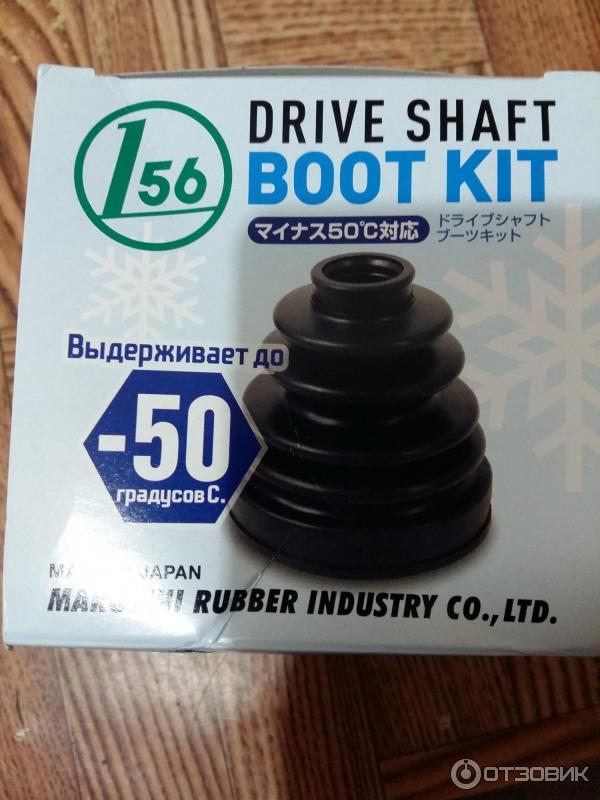 156
DRIVE SHAFT
BOOT KIT
マイナス50℃対応
ドライブシャフト
ブーツキット
Выдерживает до
-50
градусов С.
JAPAN
RUBBER INDUSTRY CO., LTD.
ОТЗОВИК